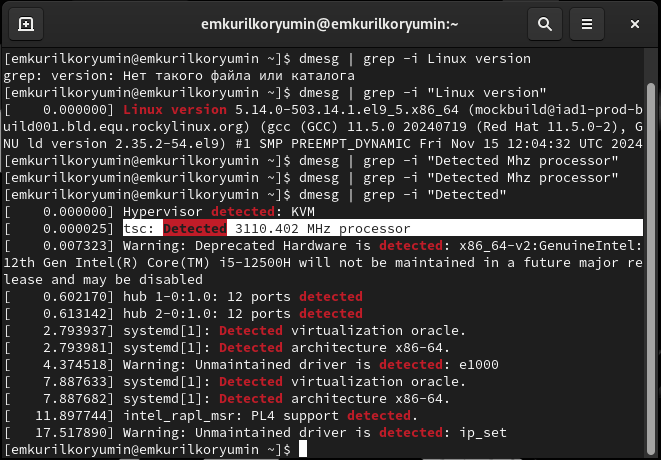 emkurilkoryumin@emkurilkoryumin:~
[emkurilkoryumin@emkurilkoryumin ~]$ dmesg | grep -i Linux version
grep: version: Нет такого файла или каталога
[emkurilkoryumin@emkurilkoryumin ~]$ dmesg | grep -i "Linux version"
[    0.000000] Linux version 5.14.0-503.14.1.el9_5.x86_64 (mockbuild@iad1-prod-b
uild001.bld.equ.rockylinux.org) (gcc (GCC) 11.5.0 20240719 (Red Hat 11.5.0-2), G
NU ld version 2.35.2-54.el9) #1 SMP PREEMPT_DYNAMIC Fri Nov 15 12:04:32 UTC 2024
[emkurilkoryumin@emkurilkoryumin ~]$ dmesg | grep -i "Detected Mhz processor"
[emkurilkoryumin@emkurilkoryumin ~]$ dmesg | grep -i "Detected Mhz processor"
[emkurilkoryumin@emkurilkoryumin ~]$ dmesg | grep -i "Detected"
[    0.000000] Hypervisor detected: KVM
[    0.000025] tsc: Detected 3110.402 MHz processor
[    0.007323] Warning: Deprecated Hardware is detected: x86_64-v2:GenuineIntel:
12th Gen Intel(R) Core(TM) i5-12500H will not be maintained in a future major re
lease and may be disabled
[    0.602170] hub 1-0:1.0: 12 ports detected
[    0.613142] hub 2-0:1.0: 12 ports detected
[    2.793937] systemd[1]: Detected virtualization oracle.
[    2.793981] systemd[1]: Detected architecture x86-64.
[    4.374518] Warning: Unmaintained driver is detected: e1000
[    7.887633] systemd[1]: Detected virtualization oracle.
[    7.887682] systemd[1]: Detected architecture x86-64.
[   11.897744] intel_rapl_msr: PL4 support detected.
[   17.517890] Warning: Unmaintained driver is detected: ip_set
[emkurilkoryumin@emkurilkoryumin ~]$